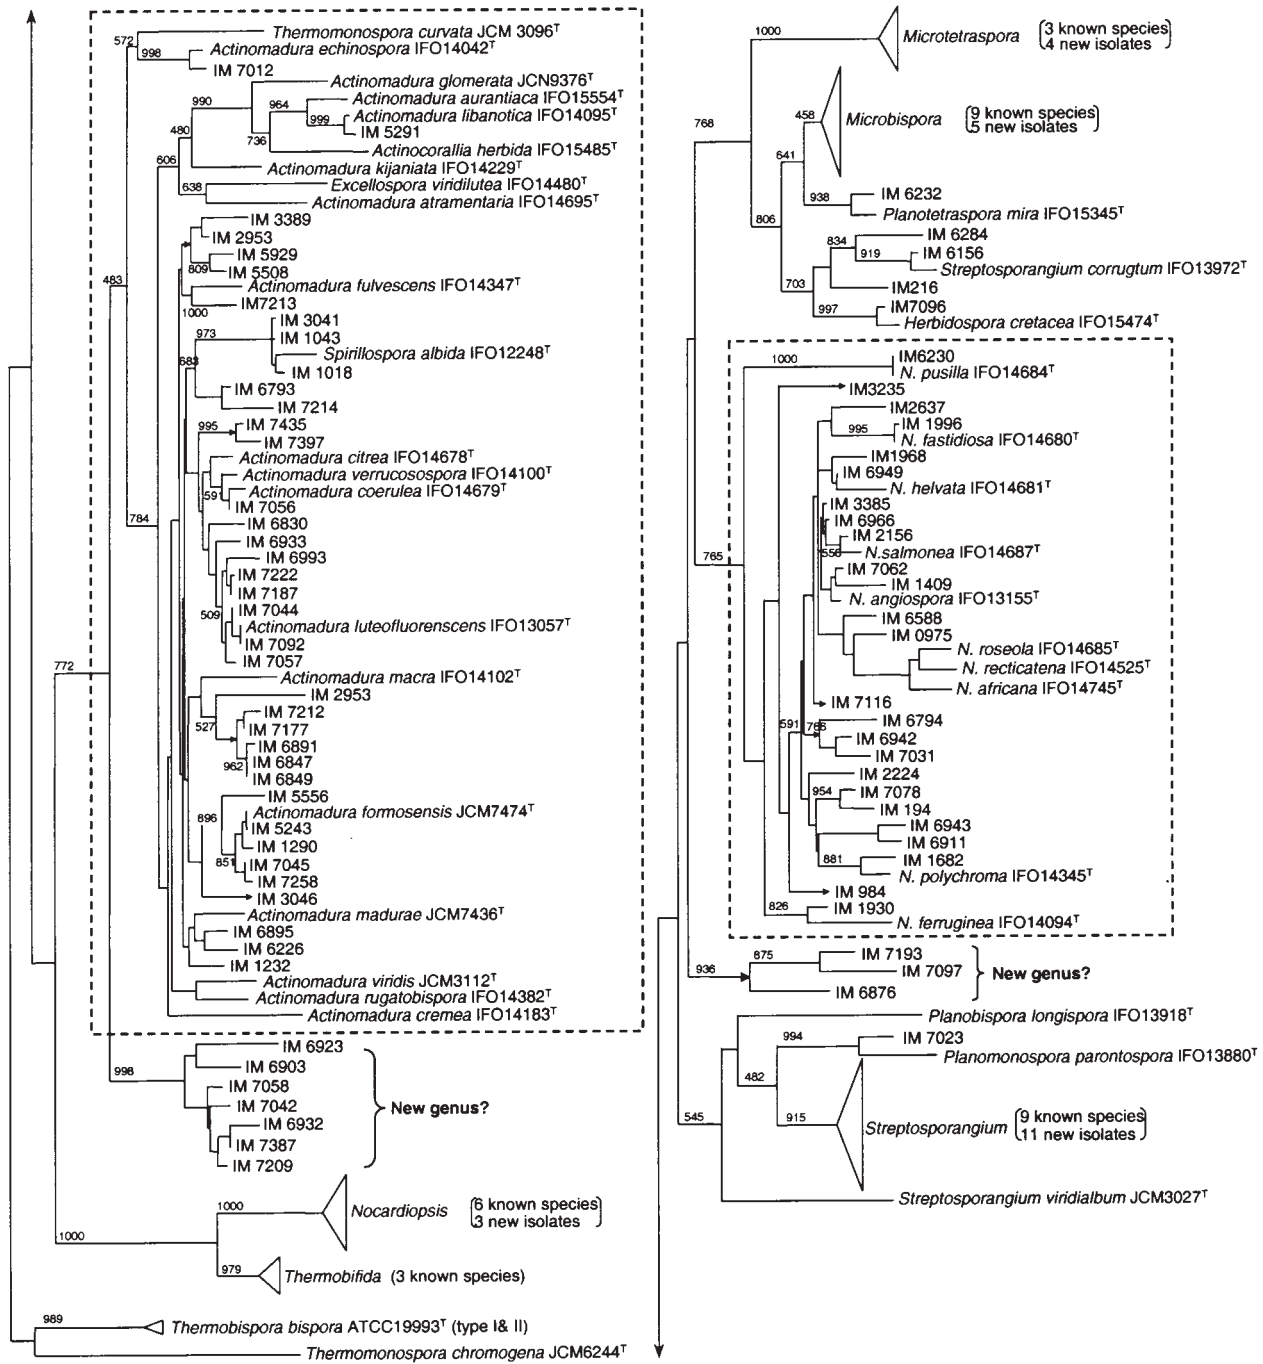 572
Thermomonospora curvata JCM 3096T
998
Actinomadura echinospora IFO14042T
IM 7012
Actinomadura glomerata JCN9376T
990
964
Actinomadura aurantiaca IFO15554T
999
Actinomadura libanotica IFO14095T
IM 5291
480
736
Actinocorallia herbida IFO15485T
606
Actinomadura kijaniata IFO14229T
638
Excellospora viridilutea IFO14480T
Actinomadura atramentaria IFO14695T
IM 3389
IM 2953
IM 5929
809
IM 5508
483
Actinomadura fulvescens IFO14347T
IM7213
1000
IM 3041
973
IM 1043
Spirillospora albida IFO12248T
683
IM 1018
IM 6793
IM 7214
995
IM 7435
IM 7397
Actinomadura citrea IFO14678T
Actinomadura verrucosospora IFO14100T
591
Actinomadura coerulea IFO14679T
IM 7056
784
IM 6830
IM 6933
IM 6993
IM 7222
IM 7187
509
IM 7044
Actinomadura luteofluorenscens IFO13057T
IM 7092
IM 7057
772
Actinomadura macra IFO14102T
IM 2953
527
IM 7212
IM 7177
IM 6891
962
IM 6847
IM 6849
IM 5556
896
Actinomadura formosensis JCM7474T
IM 5243
IM 1290
851
IM 7045
IM 7258
IM 3046
Actinomadura madurae JCM7436T
IM 6895
IM 6226
IM 1232
Actinomadura viridis JCM3112T
Actinomadura rugatobispora IFO14382T
Actinomadura cremea IFO14183T
998
IM 6923
IM 6903
IM 7058
IM 7042
IM 6932
IM 7387
IM 7209
New genus?
1000
1000
Nocardiopsis
6 known species
3 new isolates
979
Thermobifida (3 known species)
989
Thermobispora bispora ATCC19993T (type I& II)
Thermomonospora chromogena JCM6244T
1000
Microtetraspora
3 known species
4 new isolates
768
458
Microbispora
9 known species
5 new isolates
641
938
IM 6232
Planotetraspora mira IFO15345T
806
834
IM 6284
919
IM 6156
Streptosporangium corrugtum IFO13972T
703
IM216
997
IM7096
Herbidospora cretacea IFO15474T
1000
IM6230
N. pusilla IFO14684T
IM3235
IM2637
995
IM 1996
N. fastidiosa IFO14680T
IM1968
IM 6949
N. helvata IFO14681T
IM 3385
IM 6966
IM 2156
556
N.salmonea IFO14687T
765
IM 7062
IM 1409
N. angiospora IFO13155T
IM 6588
IM 0975
N. roseola IFO14685T
N. recticatena IFO14525T
N. africana IFO14745T
IM 7116
591
766
IM 6794
IM 6942
IM 7031
IM 2224
954
IM 7078
IM 194
IM 6943
IM 6911
881
IM 1682
N. polychroma IFO14345T
IM 984
826
IM 1930
N. ferruginea IFO14094T
936
875
IM 7193
IM 7097
IM 6876
New genus?
Planobispora longispora IFO13918T
994
IM 7023
Planomonospora parontospora IFO13880T
482
545
915
Streptosporangium
9 known species
11 new isolates
Streptosporangium viridialbum JCM3027T